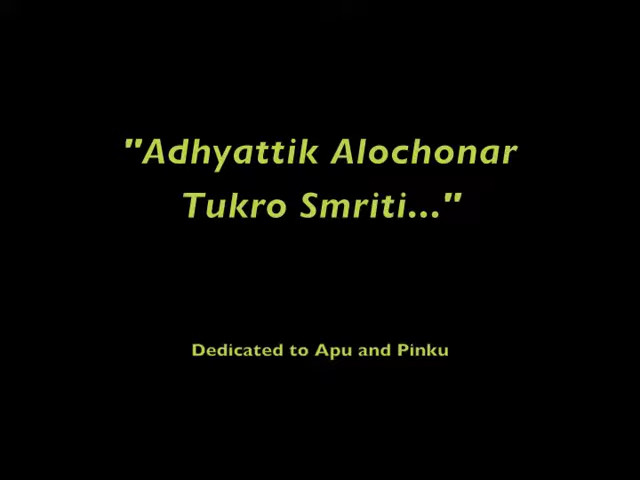 "Adhyattik Alochonar
Tukro Smriti..."
Dedicated to Apu and Pinku